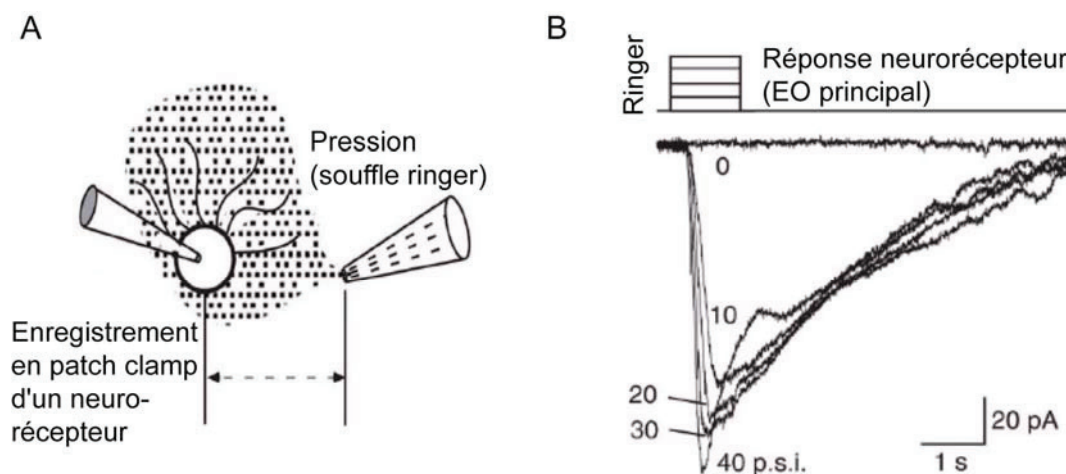 A
Pression
(souffle ringer)
Enregistrement
en patch clamp
d'un neuro-
récepteur
B
Ringer
Réponse neurorécepteur
(EO principal)
0
10
20
30
40 p.s.i.
20 pA
1 s